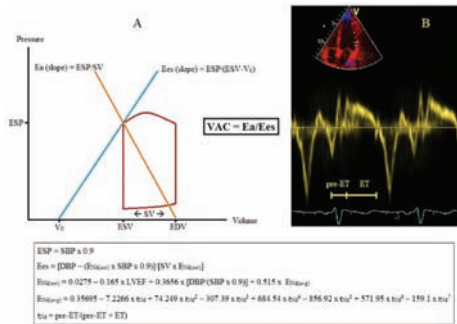 A
B
V
Pressure
Ea (slope) = ESP/SV
Ees (slope) = ESP/(ESV-V₀)
ESP
VAC = Ea/Ees
pre-ET ET
← SV →
V₀ ESV EDV Volume
ESP = SBP x 0.9
Ees = [DBP – (End(est) x SBP x 0.9)]/[SV x End(est)]
End(est) = 0.0275 – 0.165 x LVEF + 0.3656 x [DBP/(SBP x 0.9)] + 0.515 x End(avg)
End(avg) = 0.35695 – 7.2266 x tNd + 74.249 x tNd² – 307.39 x tNd³ + 684.54 x tNd⁴ – 856.92 x tNd⁵ + 571.95 x tNd⁶ – 159.1 x tNd⁷
tNd = pre-ET/(pre-ET + ET)